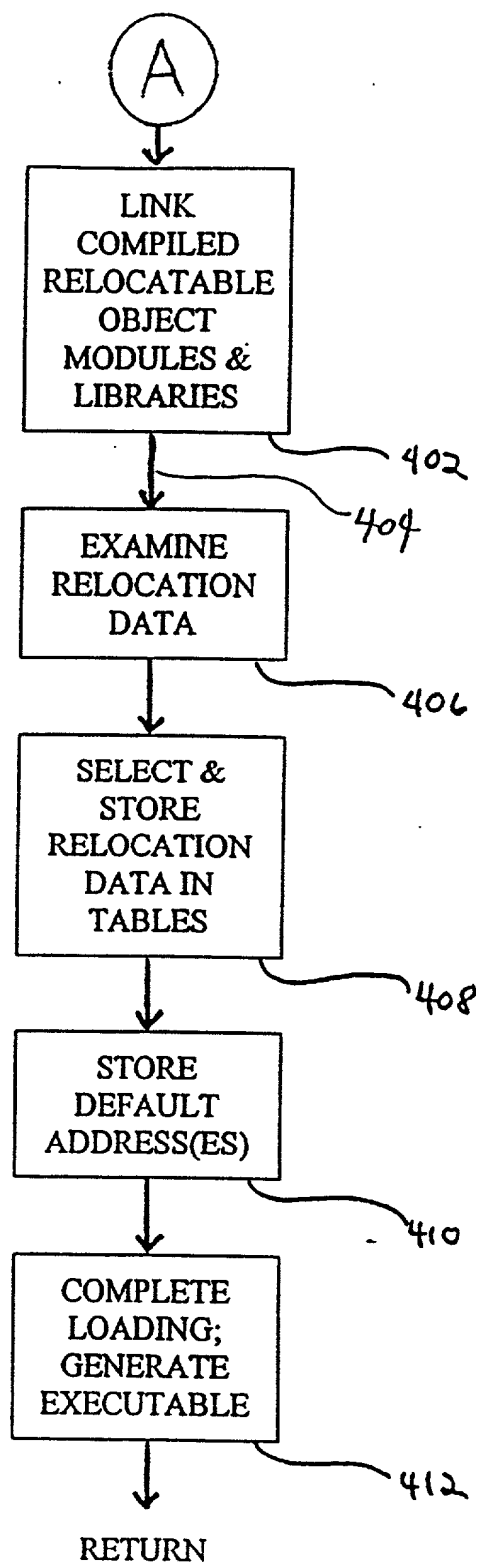 A
LINK
COMPILED
RELOCATABLE
OBJECT
MODULES &
LIBRARIES
402
404
EXAMINE
RELOCATION
DATA
406
SELECT &
STORE
RELOCATION
DATA IN
TABLES
408
STORE
DEFAULT
ADDRESS(ES)
410
COMPLETE
LOADING;
GENERATE
EXECUTABLE
412
RETURN